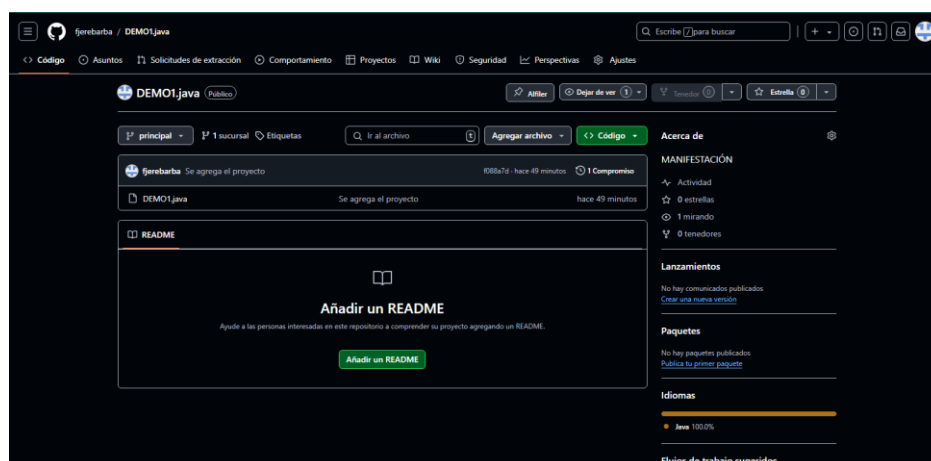 fjerebarba / DEMO1.java
Escribe / para buscar
Código Asuntos Solicitudes de extracción Comportamiento Proyectos Wiki Seguridad Perspectivas Ajustes
DEMO1.java Público
Alfiler Dejar de ver 1 Tenedor 0 Estrella 0
principal 1 sucursal Etiquetas Ir al archivo t Agregar archivo Código
fjerebarba Se agrega el proyecto f088a7d · hace 49 minutos 1 Compromiso
DEMO1.java Se agrega el proyecto hace 49 minutos
README
Añadir un README
Ayude a las personas interesadas en este repositorio a comprender su proyecto agregando un README.
Añadir un README
Acerca de
MANIFESTACIÓN
Actividad
0 estrellas
1 mirando
0 tenedores
Lanzamientos
No hay comunicados publicados
Crear una nueva versión
Paquetes
No hay paquetes publicados
Publica tu primer paquete
Idiomas
Java 100.0%
Flujos de trabajo sugeridos